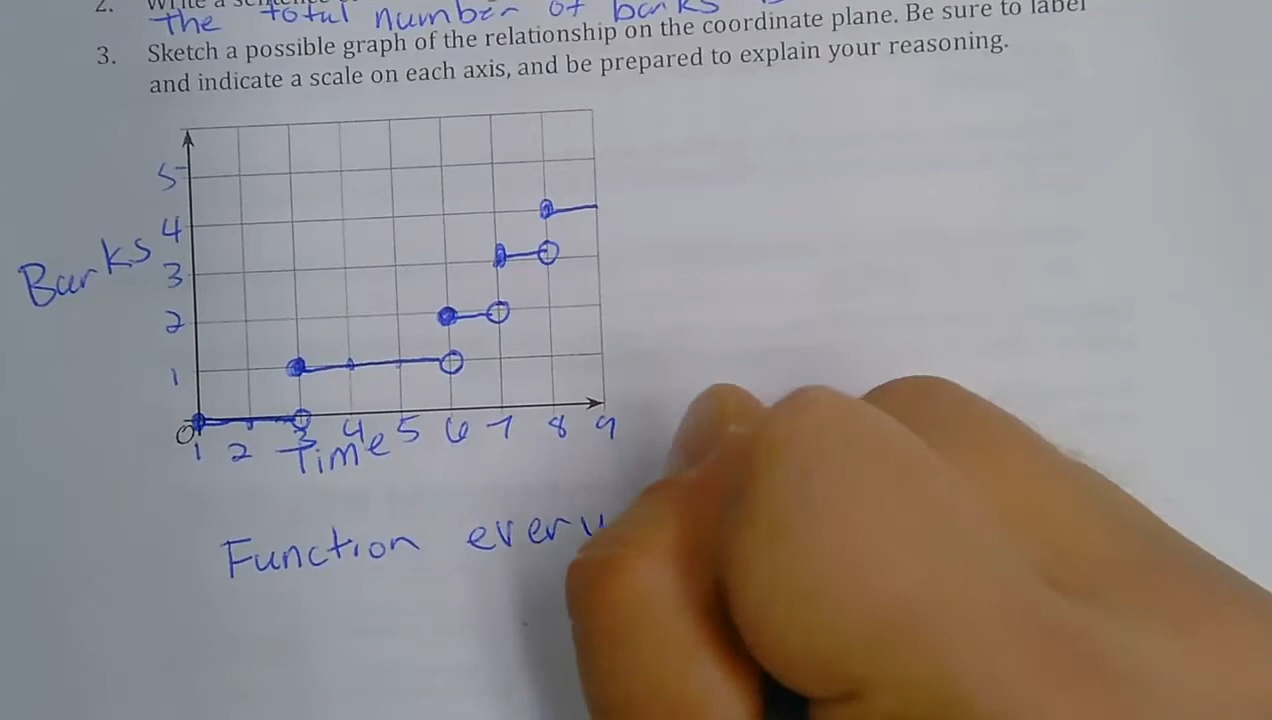 2. Write a
the total number of barks
3. Sketch a possible graph of the relationship on the coordinate plane. Be sure to label
and indicate a scale on each axis, and be prepared to explain your reasoning.
5
4
Barks
3
2
1
0
1 2 3 4 5 6 7 8 9
Time
Function every